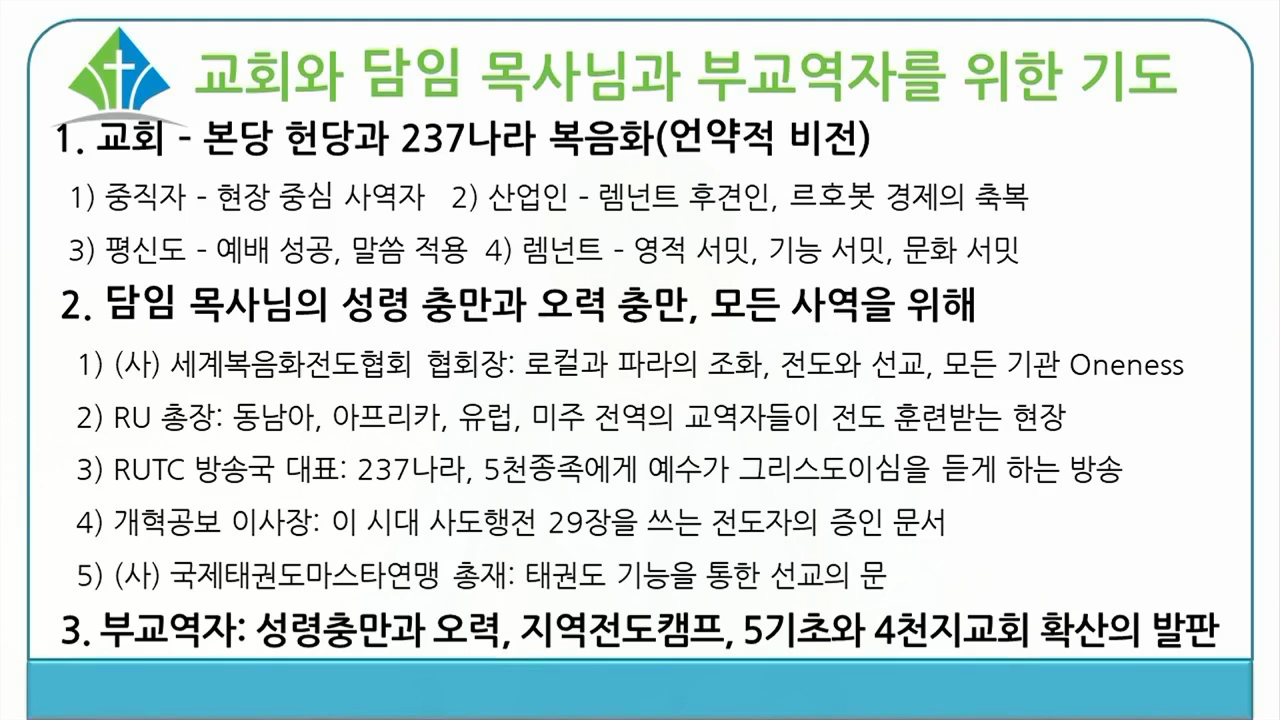 교회와 담임 목사님과 부교역자를 위한 기도
1. 교회 - 본당 헌당과 237나라 복음화(언약적 비전)
1) 중직자 - 현장 중심 사역자 2) 산업인 - 렘넌트 후견인, 르호봇 경제의 축복
3) 평신도 - 예배 성공, 말씀 적용 4) 렘넌트 - 영적 서밋, 기능 서밋, 문화 서밋
2. 담임 목사님의 성령 충만과 오력 충만, 모든 사역을 위해
1) (사) 세계복음화전도협회 협회장: 로컬과 파라의 조화, 전도와 선교, 모든 기관 Oneness
2) RU 총장: 동남아, 아프리카, 유럽, 미주 전역의 교역자들이 전도 훈련받는 현장
3) RUTC 방송국 대표: 237나라, 5천종족에게 예수가 그리스도이심을 듣게 하는 방송
4) 개혁공보 이사장: 이 시대 사도행전 29장을 쓰는 전도자의 증인 문서
5) (사) 국제태권도마스타연맹 총재: 태권도 기능을 통한 선교의 문
3. 부교역자: 성령충만과 오력, 지역전도캠프, 5기초와 4천지교회 확산의 발판